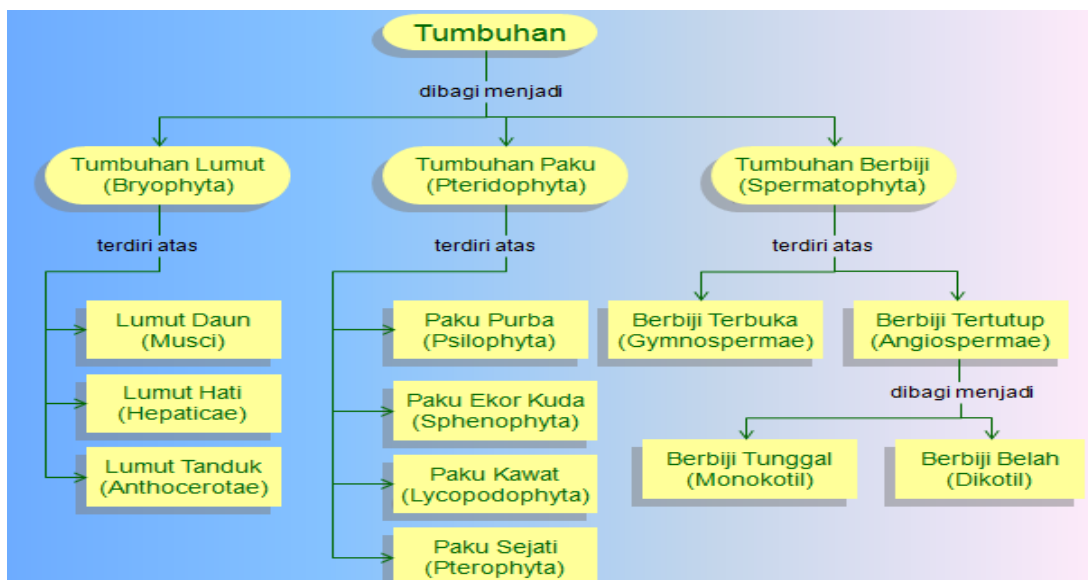 Tumbuhan
dibagi menjadi
Tumbuhan Lumut
(Bryophyta)
Tumbuhan Paku
(Pteridophyta)
Tumbuhan Berbiji
(Spermatophyta)
terdiri atas
terdiri atas
terdiri atas
Lumut Daun
(Musci)
Lumut Hati
(Hepaticae)
Lumut Tanduk
(Anthocerotae)
Paku Purba
(Psilophyta)
Paku Ekor Kuda
(Sphenophyta)
Paku Kawat
(Lycopodophyta)
Paku Sejati
(Pterophyta)
Berbiji Terbuka
(Gymnospermae)
Berbiji Tertutup
(Angiospermae)
dibagi menjadi
Berbiji Tunggal
(Monokotil)
Berbiji Belah
(Dikotil)